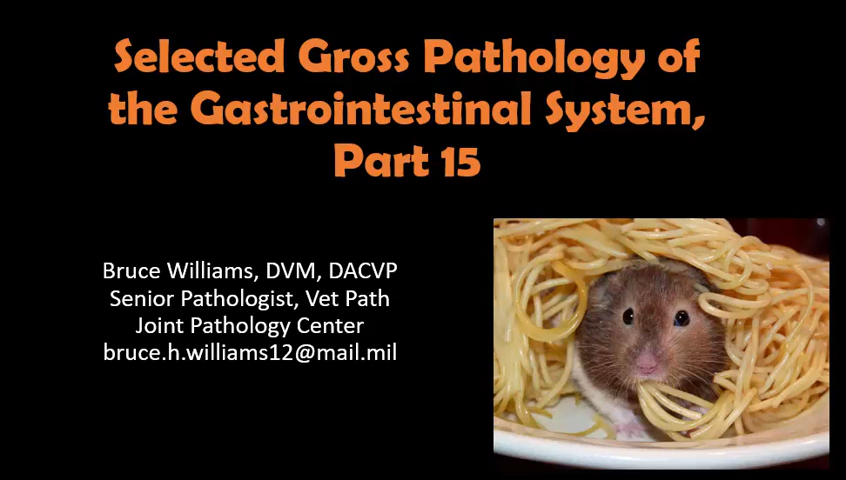 Selected Gross Pathology of
the Gastrointestinal System,
Part 15
Bruce Williams, DVM, DACVP
Senior Pathologist, Vet Path
Joint Pathology Center
bruce.h.williams12@mail.mil